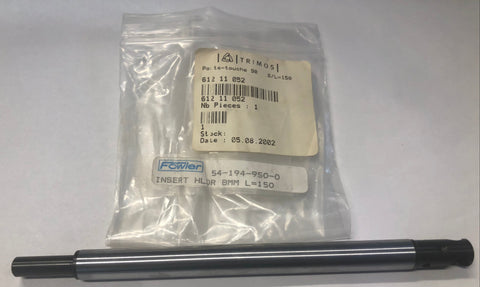 TRIMOS
Porte-touche S8
S/L=150
612 11 052
612 11 052
Nb Pieces : 1
1
Stock:
Date : 05.08.2002
Fowler 54-194-950-0
INSERT HLDR 8MM L=150